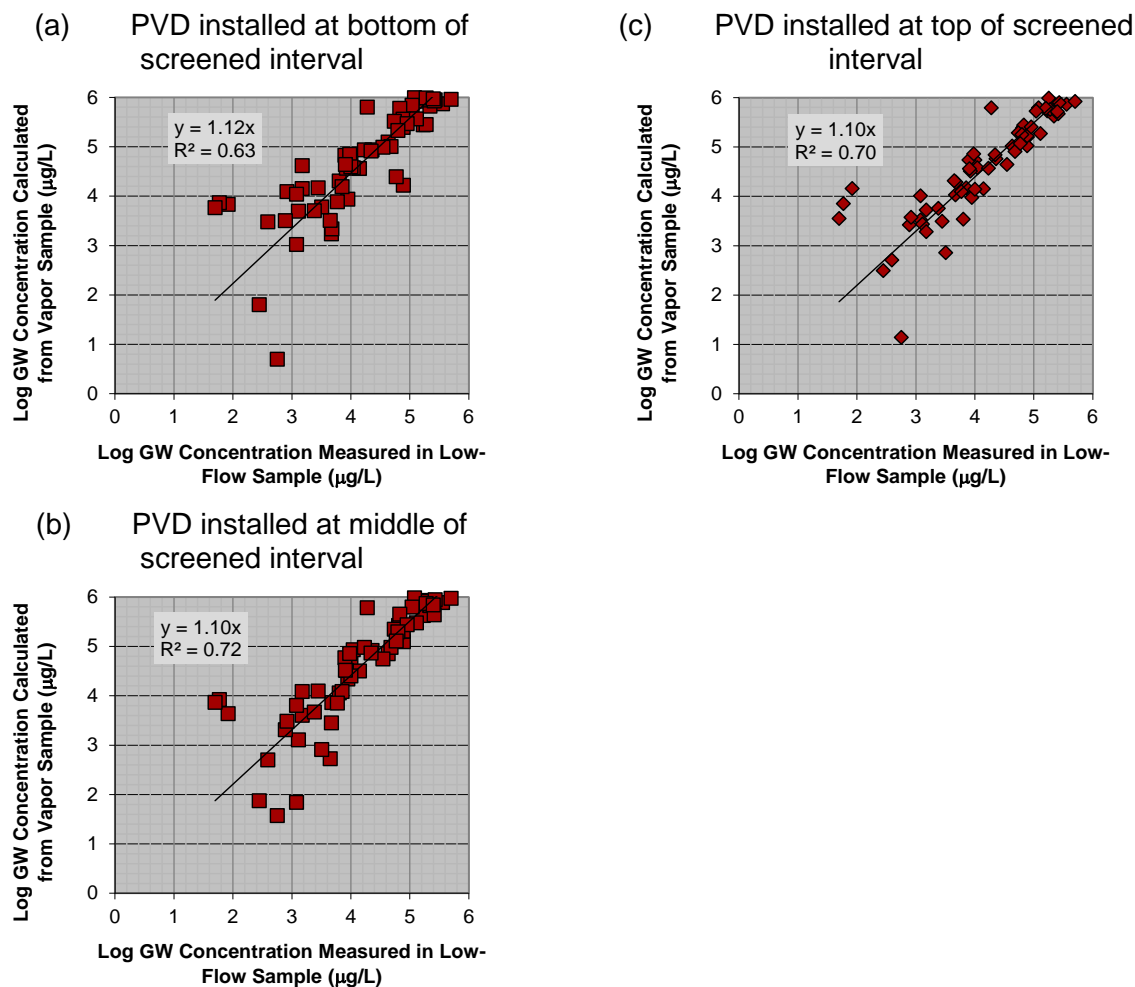 (a) PVD installed at bottom of
screened interval
Log GW Concentration Calculated
from Vapor Sample (µg/L)
6
5
4
3
2
1
0
y = 1.12x
R² = 0.63
0 1 2 3 4 5 6
Log GW Concentration Measured in Low-
Flow Sample (µg/L)
(c) PVD installed at top of screened
interval
Log GW Concentration Calculated
from Vapor Sample (µg/L)
6
5
4
3
2
1
0
y = 1.10x
R² = 0.70
0 1 2 3 4 5 6
Log GW Concentration Measured in Low-
Flow Sample (µg/L)
(b) PVD installed at middle of
screened interval
Log GW Concentration Calculated
from Vapor Sample (µg/L)
6
5
4
3
2
1
0
y = 1.10x
R² = 0.72
0 1 2 3 4 5 6
Log GW Concentration Measured in Low-
Flow Sample (µg/L)